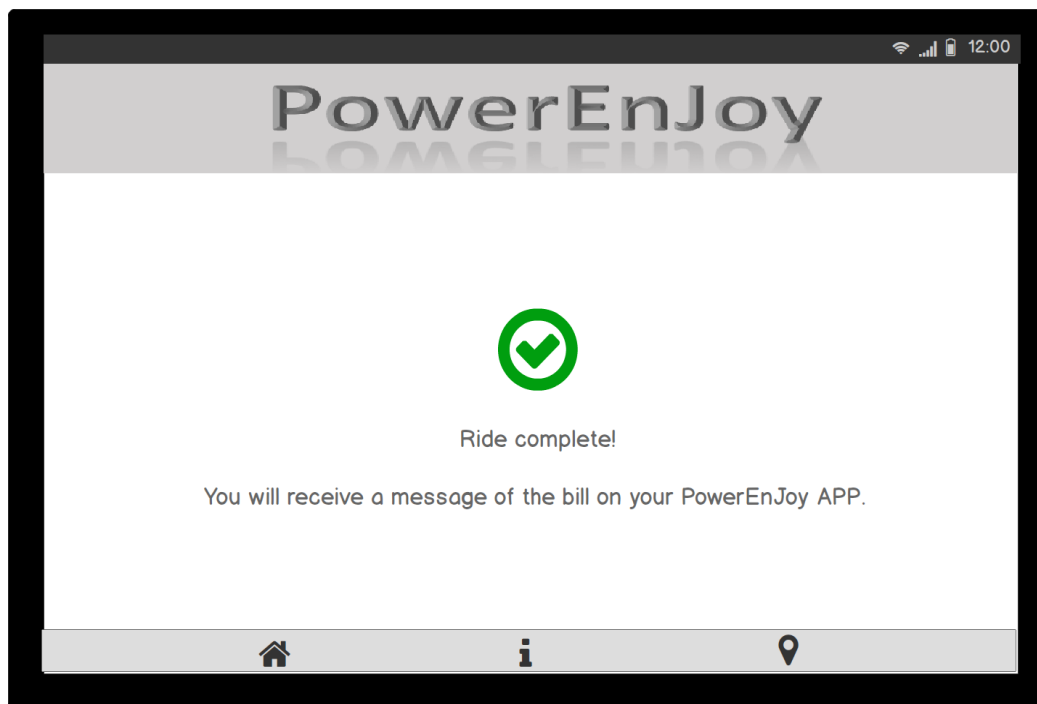 12:00
PowerEnJoy
Ride complete!
You will receive a message of the bill on your PowerEnJoy APP.